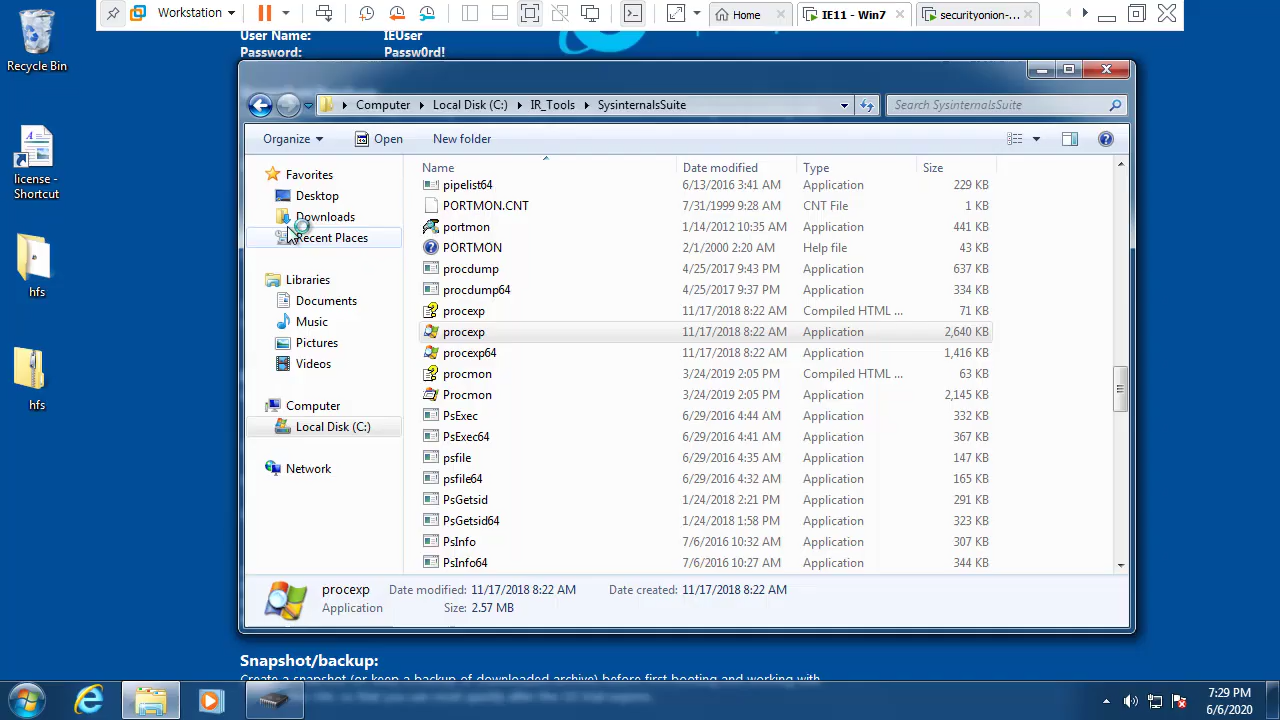 Workstation
Home
IE11 - Win7
securityonion-...
User Name: IEUser
Password: Passw0rd!
Recycle Bin
license -
Shortcut
hfs
hfs
Computer Local Disk (C:) IR_Tools SysinternalsSuite
Search SysinternalsSuite
Organize Open New folder
Favorites
Desktop
Downloads
Recent Places
Libraries
Documents
Music
Pictures
Videos
Computer
Local Disk (C:)
Network
Name Date modified Type Size
pipelist64 6/13/2016 3:41 AM Application 229 KB
PORTMON.CNT 7/31/1999 9:28 AM CNT File 2 KB
portmon 1/14/2012 10:35 AM Application 441 KB
PORTMON 2/1/2000 2:20 AM Help file 43 KB
procdump 4/25/2017 9:43 PM Application 637 KB
procdump64 4/25/2017 9:37 PM Application 334 KB
procexp 11/17/2018 8:22 AM Compiled HTML ... 71 KB
procexp 11/17/2018 8:22 AM Application 2,640 KB
procexp64 11/17/2018 8:22 AM Application 1,416 KB
procmon 3/24/2019 2:05 PM Compiled HTML ... 63 KB
Procmon 3/24/2019 2:05 PM Application 2,145 KB
PsExec 6/29/2016 4:44 AM Application 332 KB
PsExec64 6/29/2016 4:41 AM Application 367 KB
psfile 6/29/2016 4:35 AM Application 147 KB
psfile64 6/29/2016 4:32 AM Application 165 KB
PsGetsid 1/24/2018 2:21 PM Application 291 KB
PsGetsid64 1/24/2018 1:58 PM Application 323 KB
PsInfo 7/6/2016 10:32 AM Application 307 KB
PsInfo64 7/6/2016 10:27 AM Application 344 KB
procexp Date modified: 11/17/2018 8:22 AM Date created: 11/17/2018 8:22 AM
Application Size: 2.57 MB
Snapshot/backup:
Create a snapshot (or keep a backup of downloaded archive) before first booting and working with
7:29 PM
6/6/2020